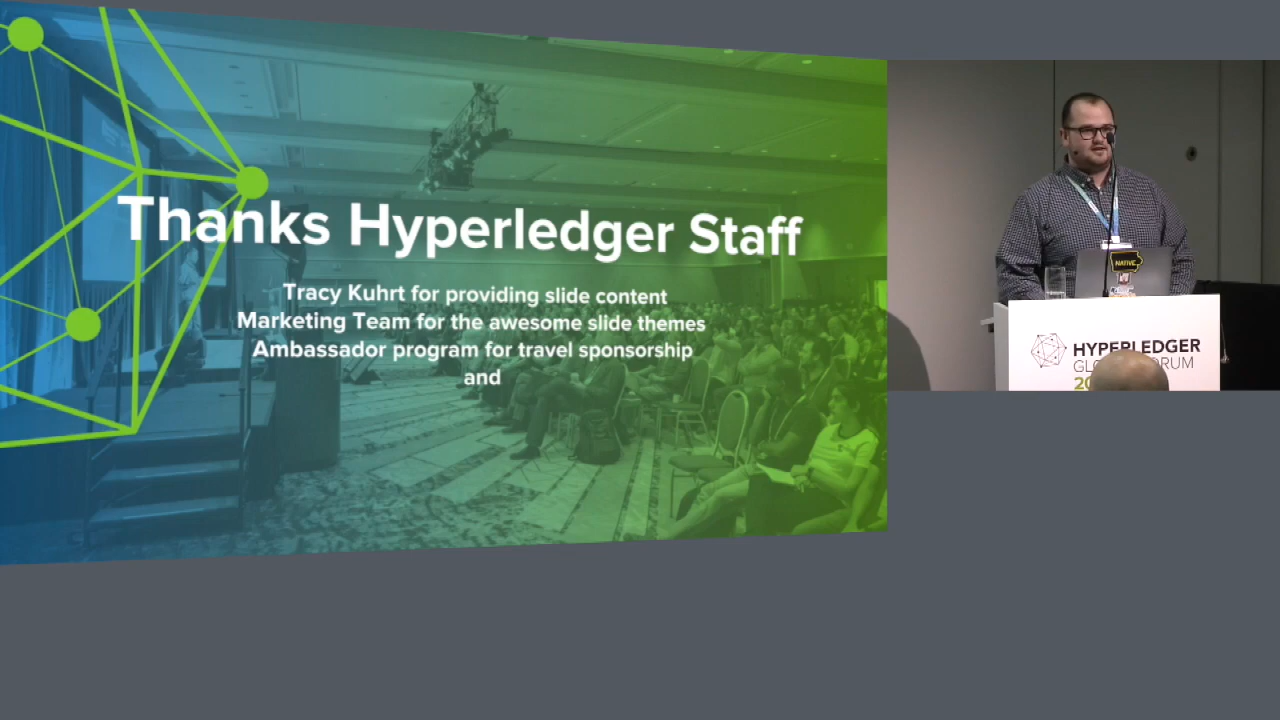 Thanks Hyperledger Staff
Tracy Kuhrt for providing slide content
Marketing Team for the awesome slide themes
Ambassador program for travel sponsorship
and
NATIVE
HYPERLEDGER